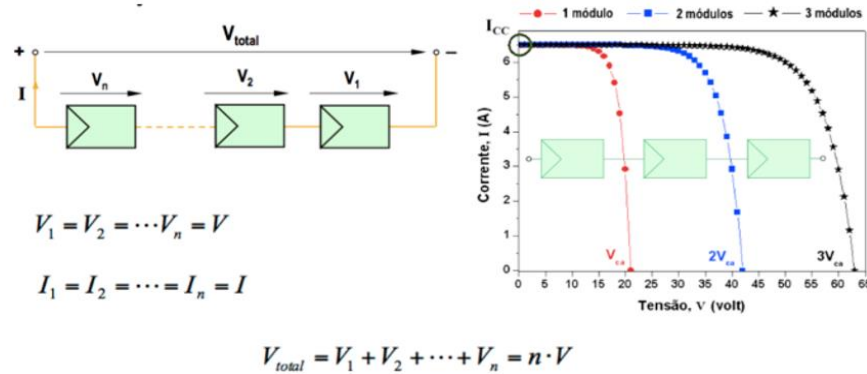 V_total
+ −
I V_n V_2 V_1
V_1 = V_2 = ⋯V_n = V
I_1 = I_2 = ⋯ = I_n = I
1 módulo 2 módulos 3 módulos
I_CC
Corrente, I (A)
6
5
4
3
2
1
0
V_ca 2V_ca 3V_ca
0 5 10 15 20 25 30 35 40 45 50 55 60 65
Tensão, V (volt)
V_total = V_1 + V_2 + ⋯ + V_n = n · V